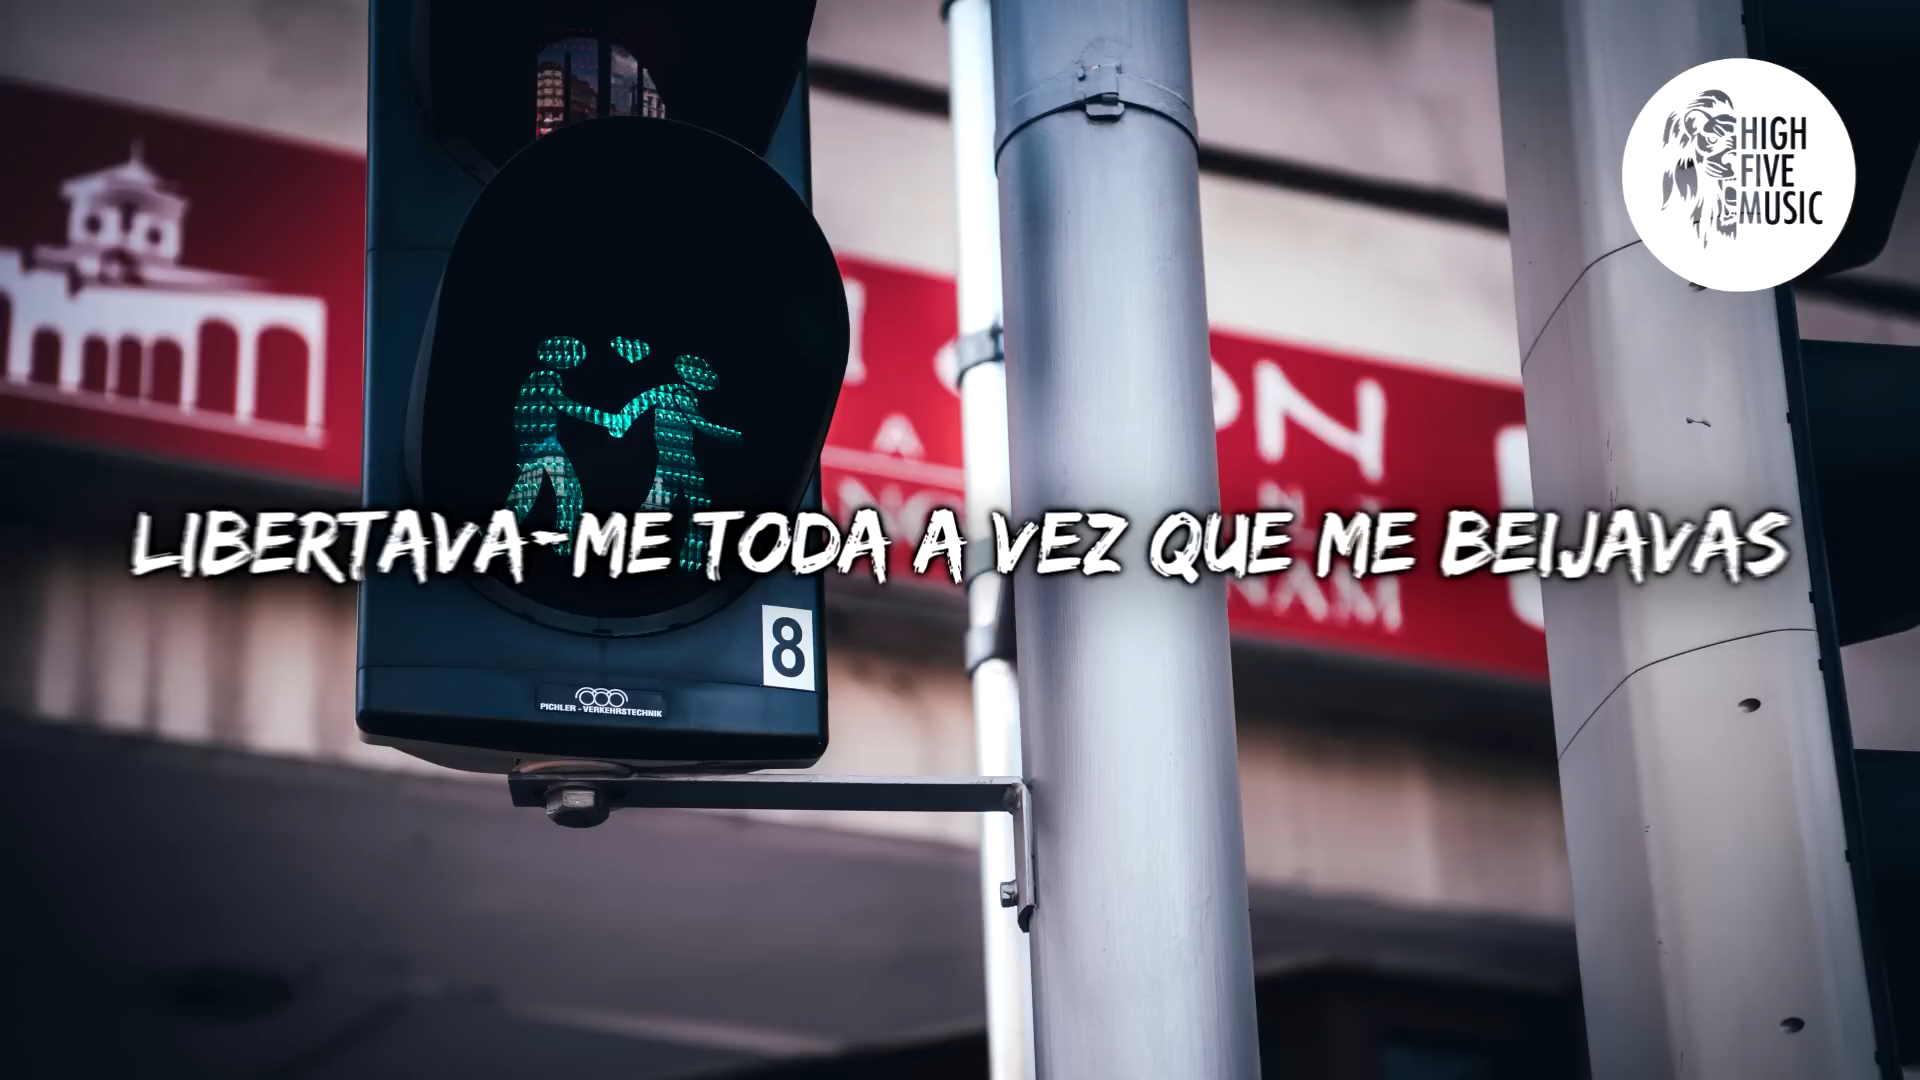 HIGH
FIVE
MUSIC
LIBERTAVA-ME TODA A VEZ QUE ME BEIJAVAS
8
PICHLER - VERKEHRSTECHNIK